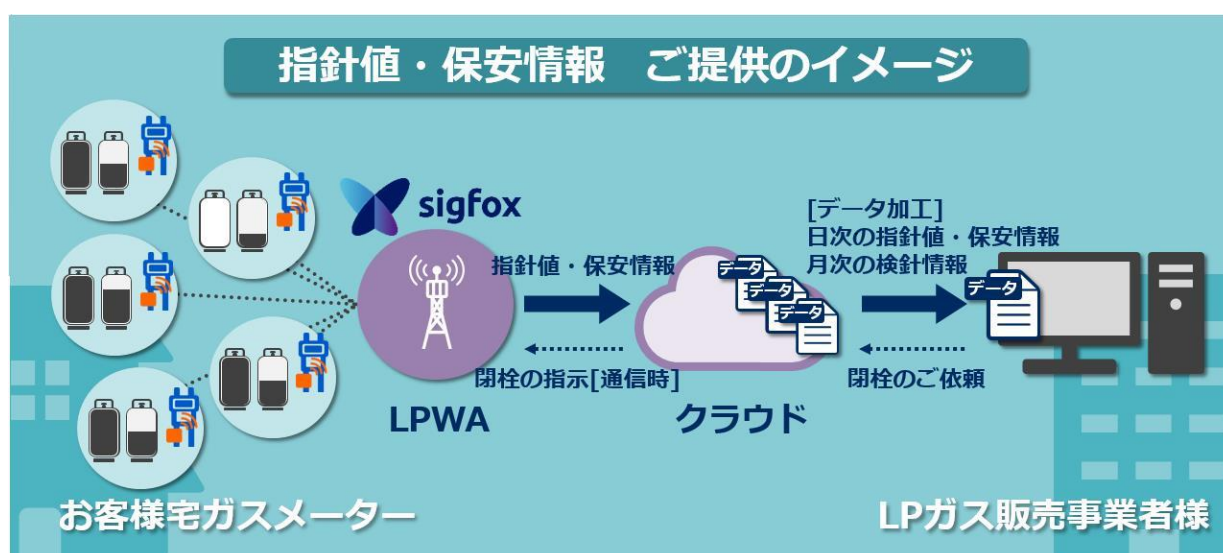 指針値・保安情報　ご提供のイメージ
sigfox
[データ加工]
日次の指針値・保安情報
月次の検針情報
指針値・保安情報
データ
データ
データ
データ
閉栓の指示[通信時]
閉栓のご依頼
LPWA
クラウド
お客様宅ガスメーター
LPガス販売事業者様